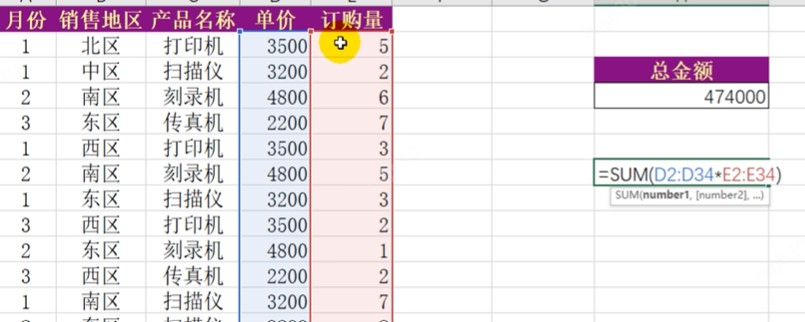 月份 销售地区 产品名称 单价 订购量
1 北区 打印机 3500 5
1 中区 扫描仪 3200 2
总金额
2 南区 刻录机 4800 6
474000
3 东区 传真机 2200 7
1 西区 打印机 3500 3
2 南区 刻录机 4800 5
=SUM(D2:D34*E2:E34)
1 东区 扫描仪 3200 3
SUM(number1, [number2], ...)
3 西区 打印机 3500 2
2 东区 刻录机 4800 1
3 西区 传真机 2200 2
1 南区 扫描仪 3200 7